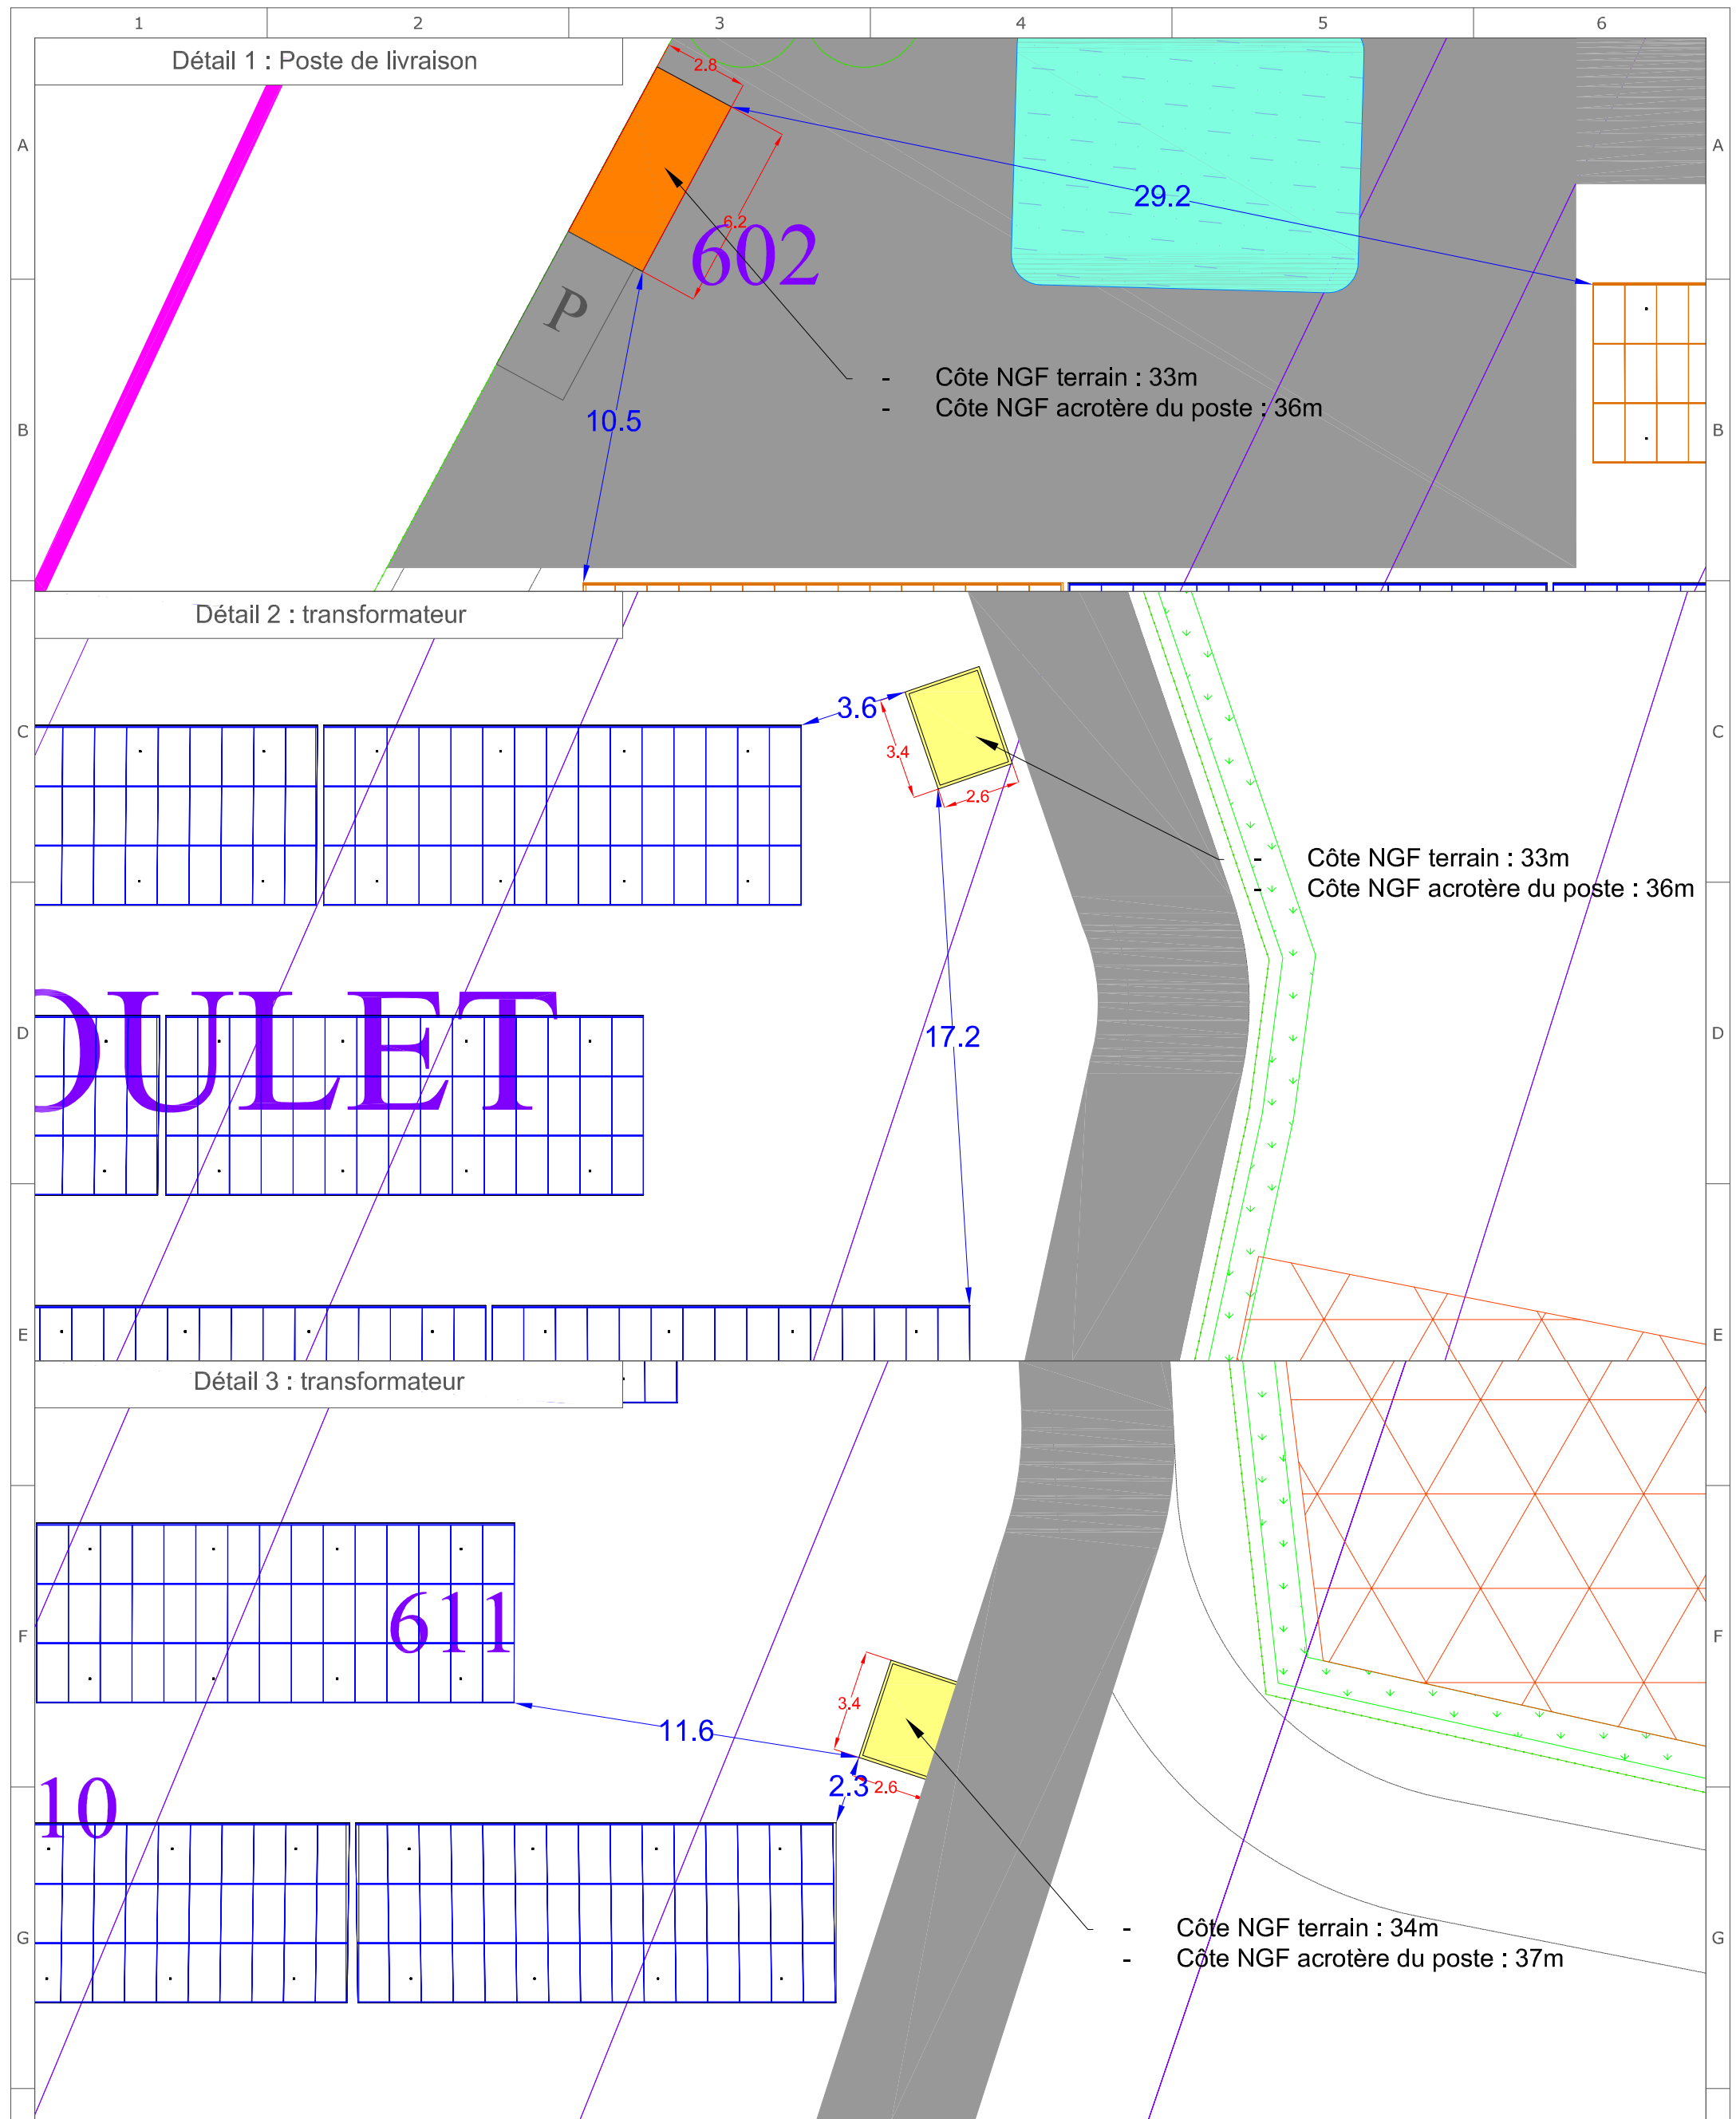 1 2 3 4 5 6
Détail 1 : Poste de livraison
2.8
A A
29.2
6.2
602
P
- Côte NGF terrain : 33m
- Côte NGF acrotère du poste : 36m
10.5
B B
Détail 2 : transformateur
3.6
C C
3.4
2.6
- Côte NGF terrain : 33m
- Côte NGF acrotère du poste : 36m
OULET
D D
17.2
E E
Détail 3 : transformateur
611
F F
3.4
11.6
2.3
2.6
10
- Côte NGF terrain : 34m
- Côte NGF acrotère du poste : 37m
G G